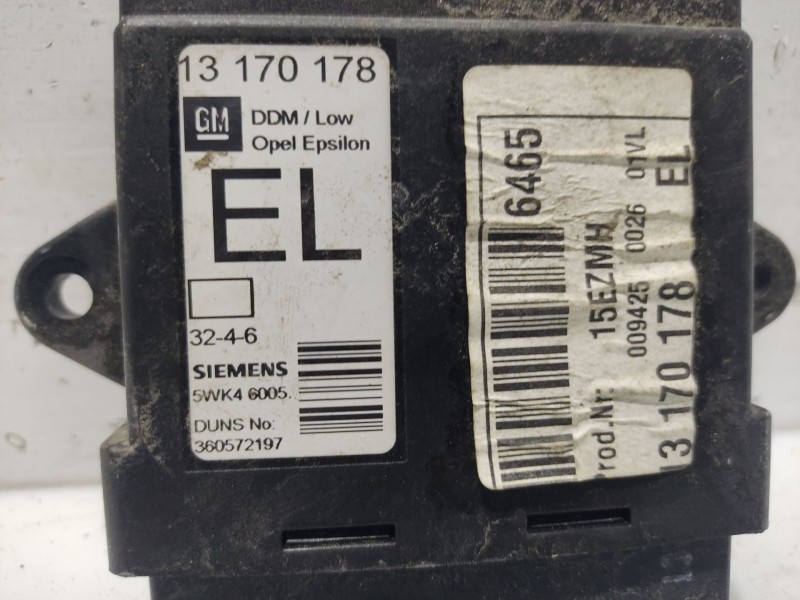 13 170 178
GM
DDM / Low
Opel Epsilon
EL
32-4-6
SIEMENS
5WK4 6005.
DUNS No:
360572197
6465
Prod.Nr: 15EZMH
009425 0026 01VL
13 170 178 EL